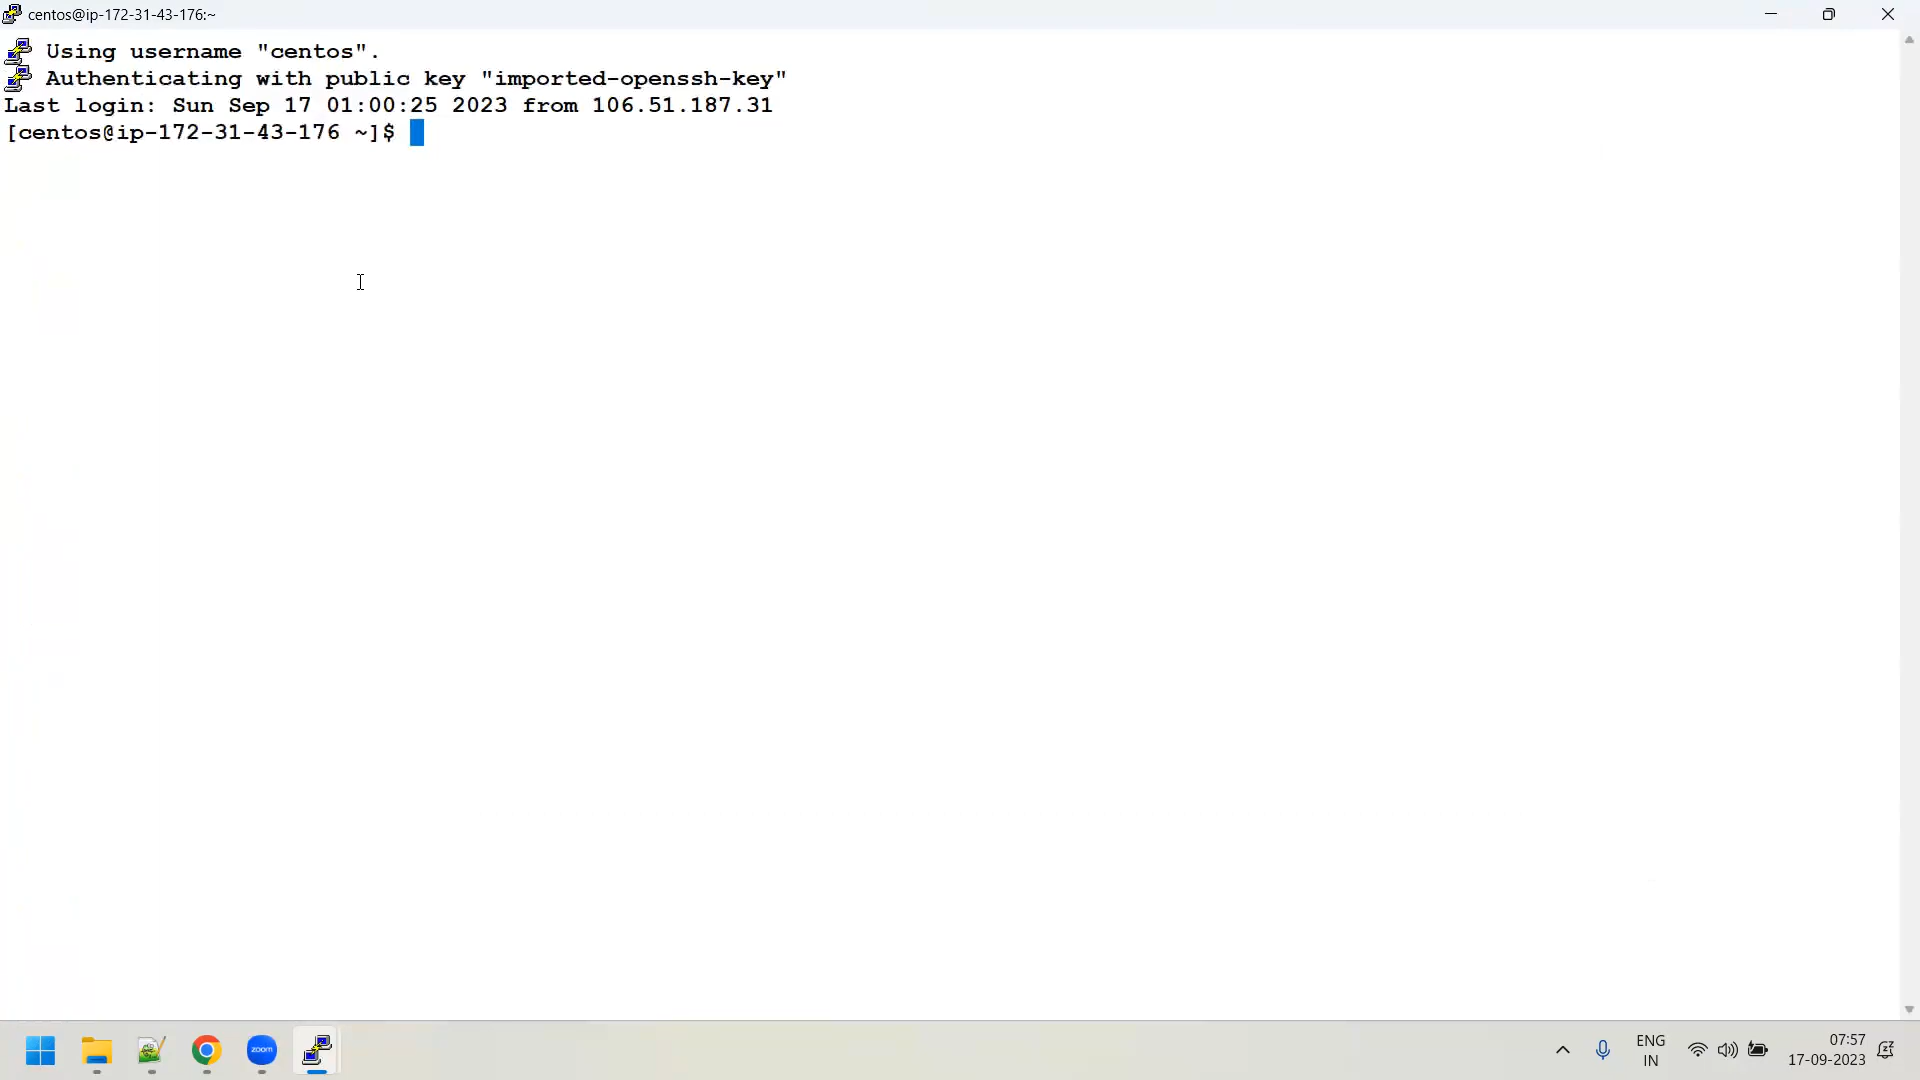 centos@ip-172-31-43-176:~
Using username "centos".
Authenticating with public key "imported-openssh-key"
Last login: Sun Sep 17 01:00:25 2023 from 106.51.187.31
[centos@ip-172-31-43-176 ~]$
zoom
ENG
IN
07:57
17-09-2023